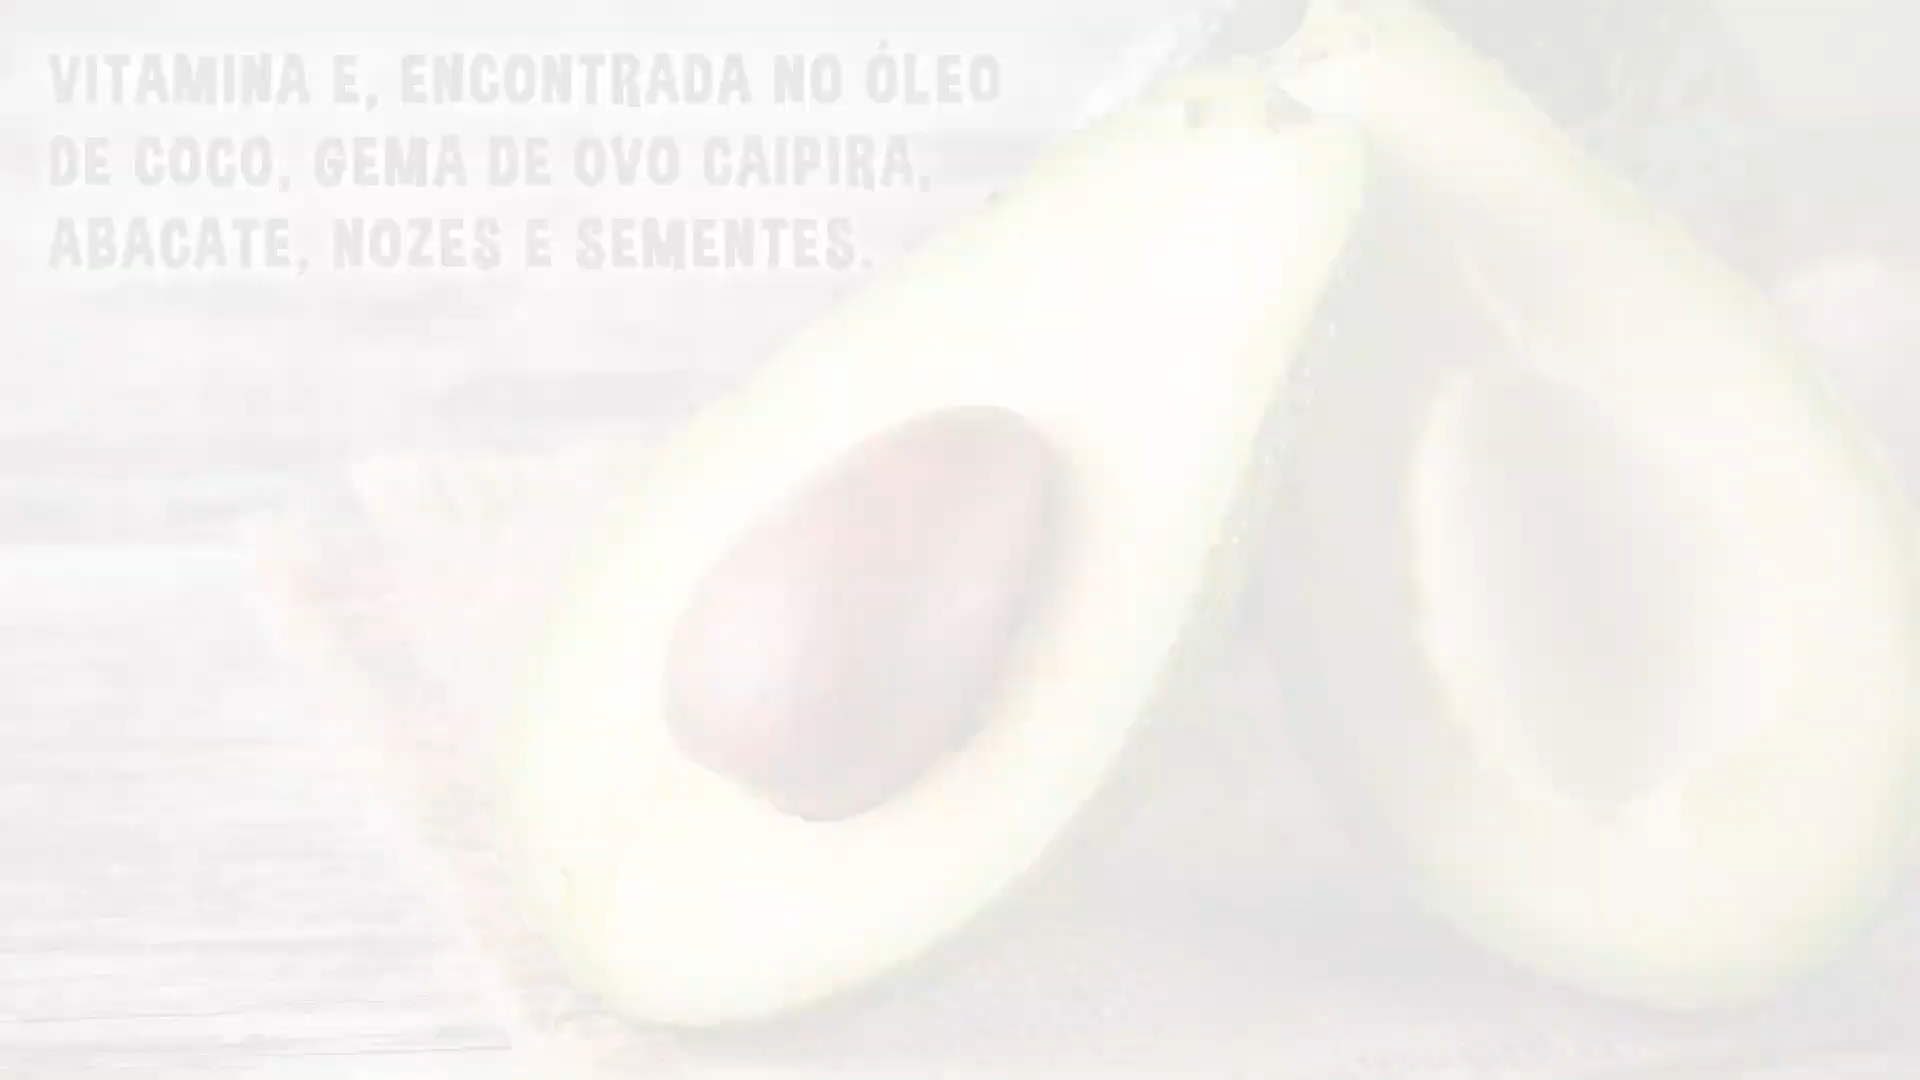 VITAMINA E, ENCONTRADA NO ÓLEO
DE COCO, GEMA DE OVO CAIPIRA,
ABACATE, NOZES E SEMENTES.